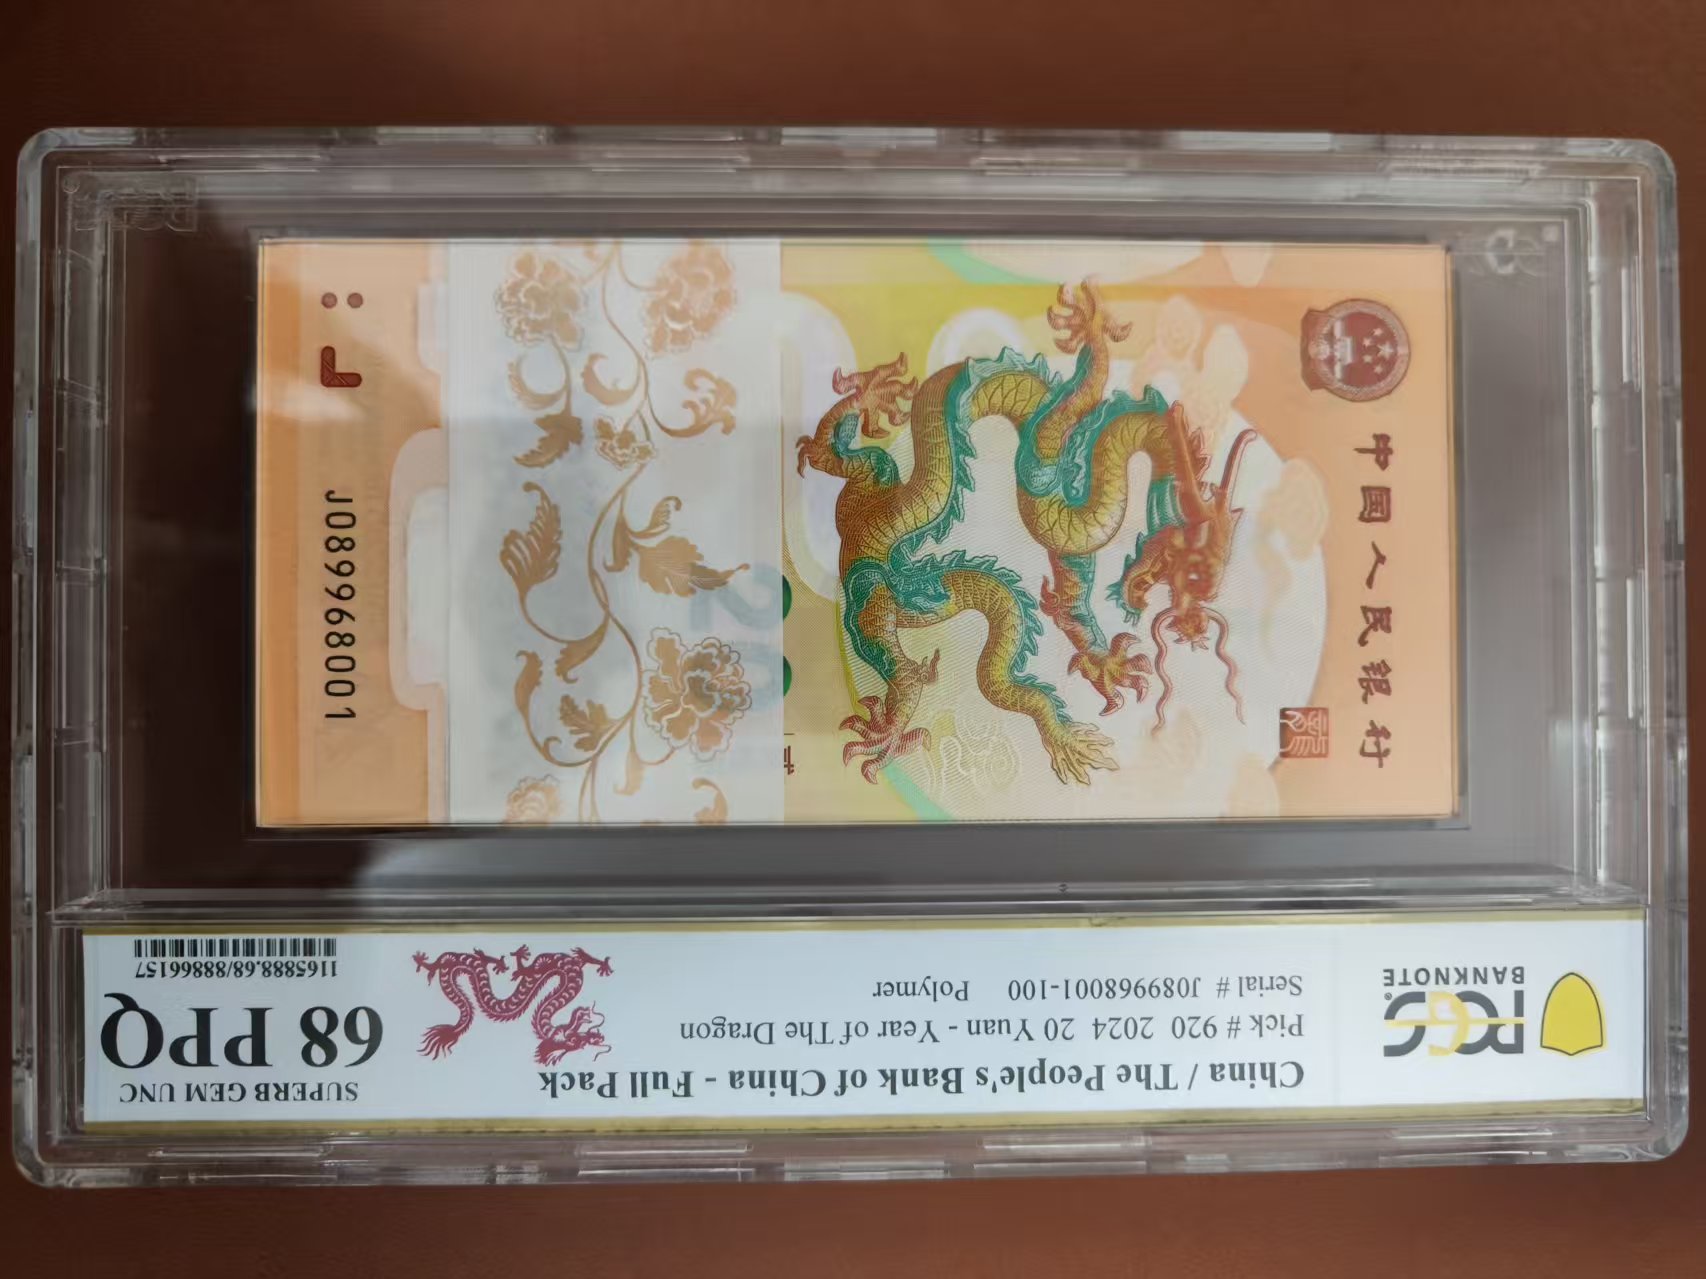 中国人民银行
J089968001
PCGS
BANKNOTE
China / The People's Bank of China - Full Pack
Pick # 920 2024 20 Yuan - Year of The Dragon
Serial # J089968001-100 Polymer
SUPERB GEM UNC
68 PPQ
1165888.68/88866157